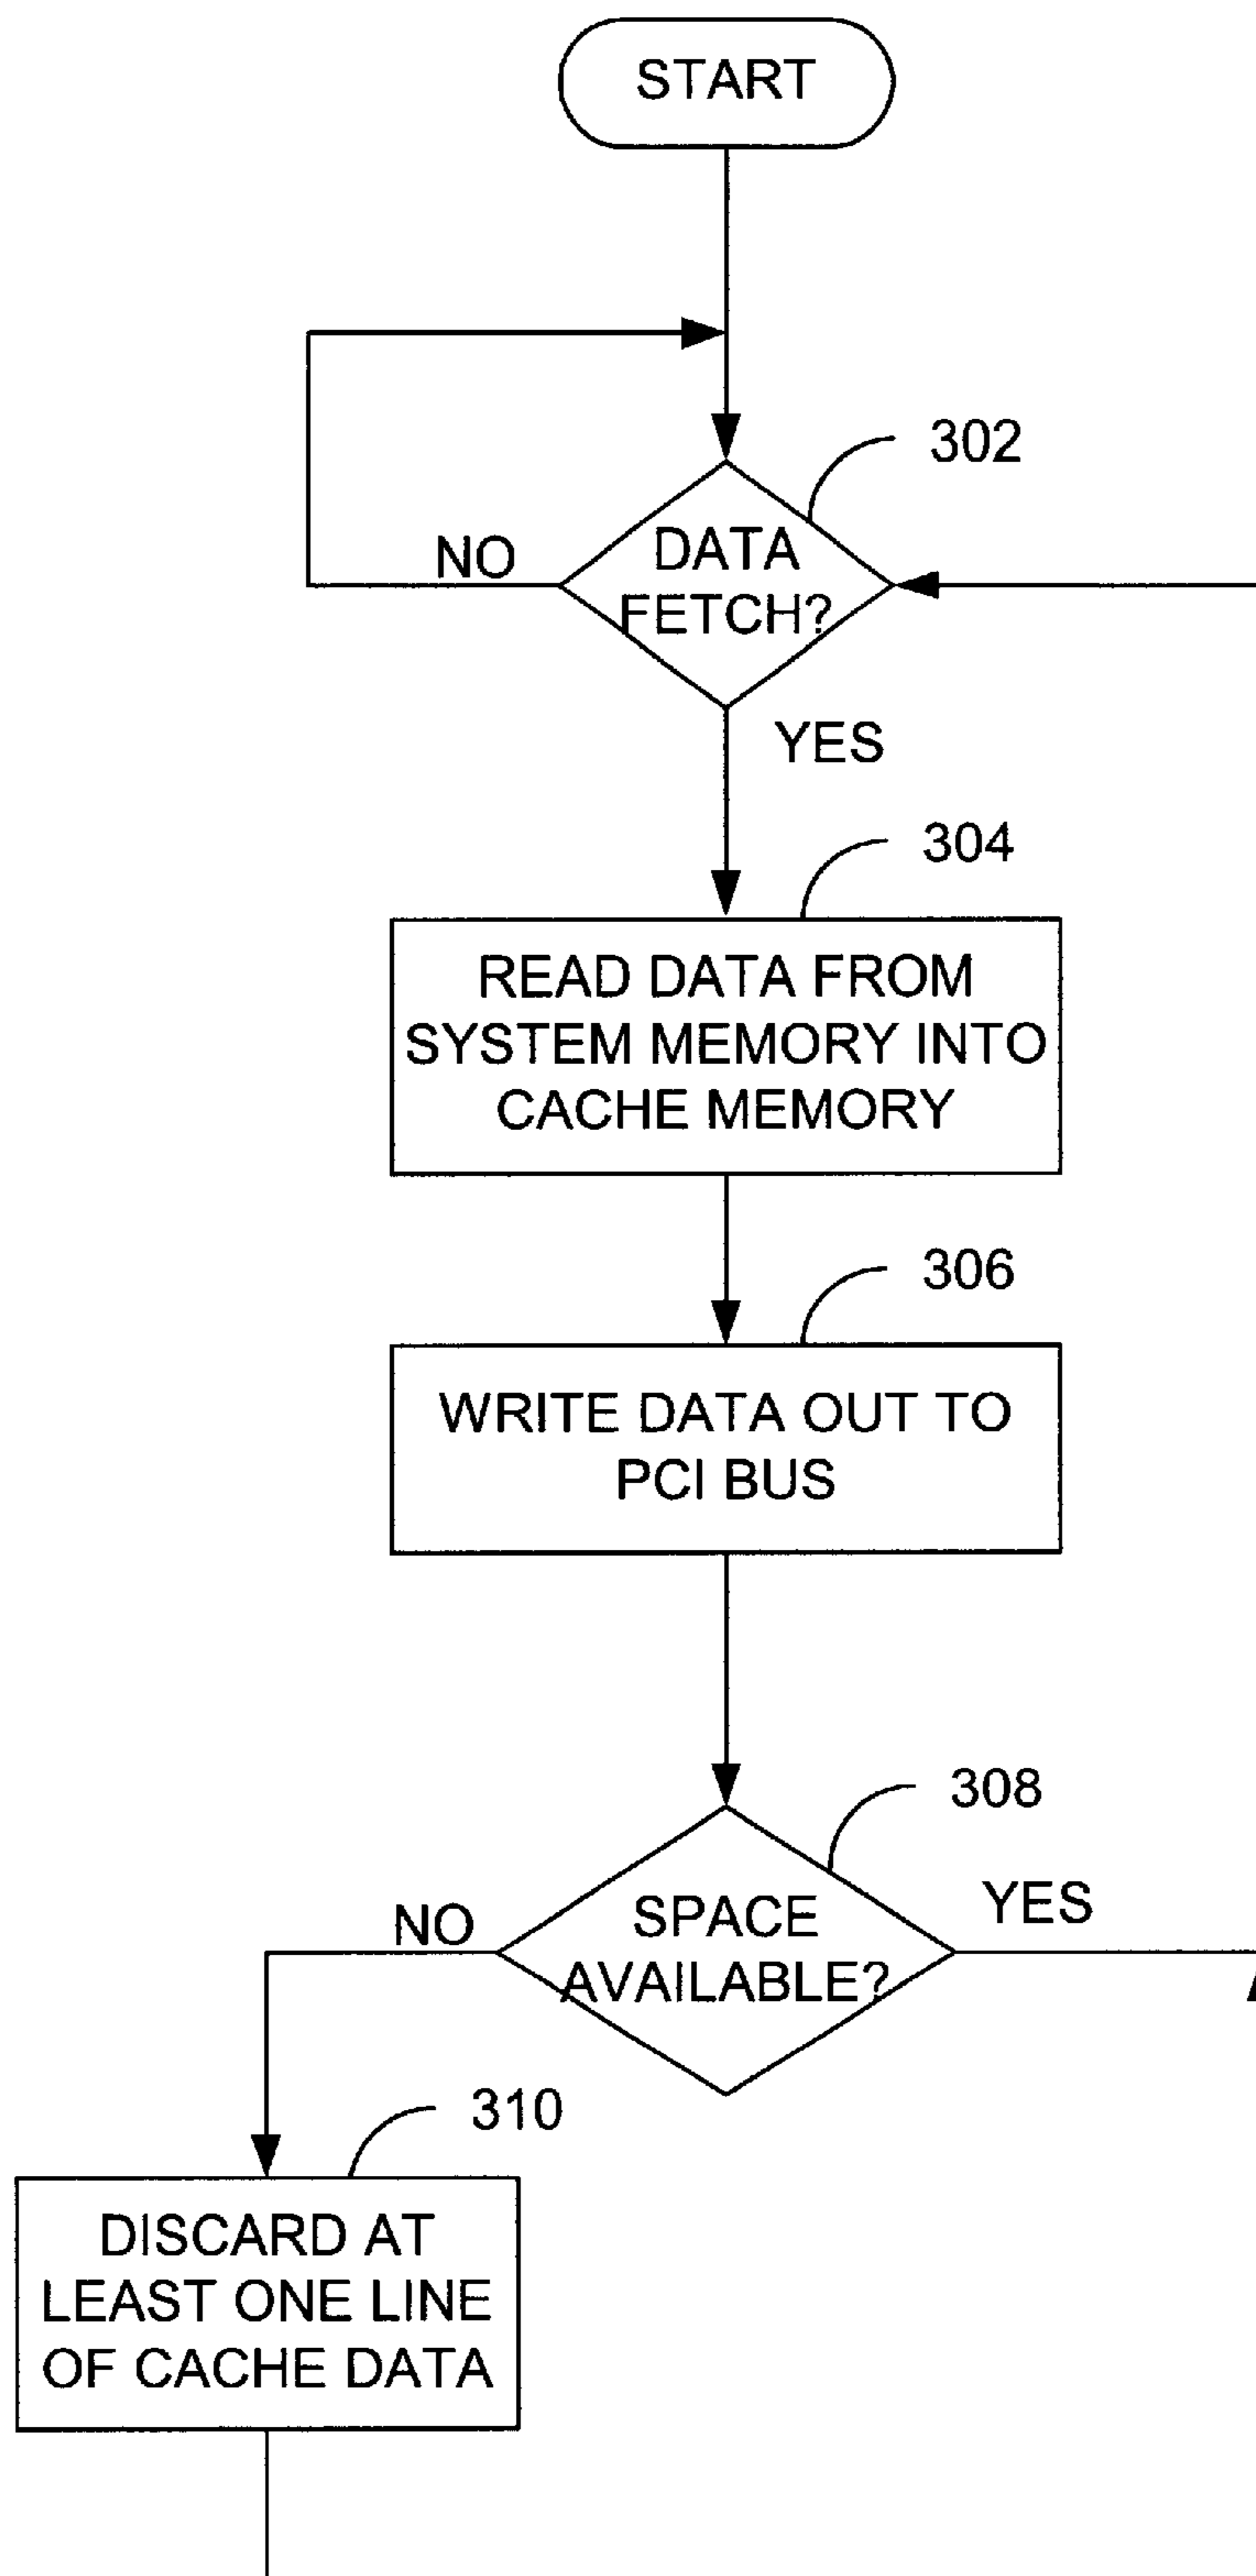 START
302
NO
DATA
FETCH?
YES
304
READ DATA FROM
SYSTEM MEMORY INTO
CACHE MEMORY
306
WRITE DATA OUT TO
PCI BUS
308
NO
SPACE
AVAILABLE?
YES
310
DISCARD AT
LEAST ONE LINE
OF CACHE DATA